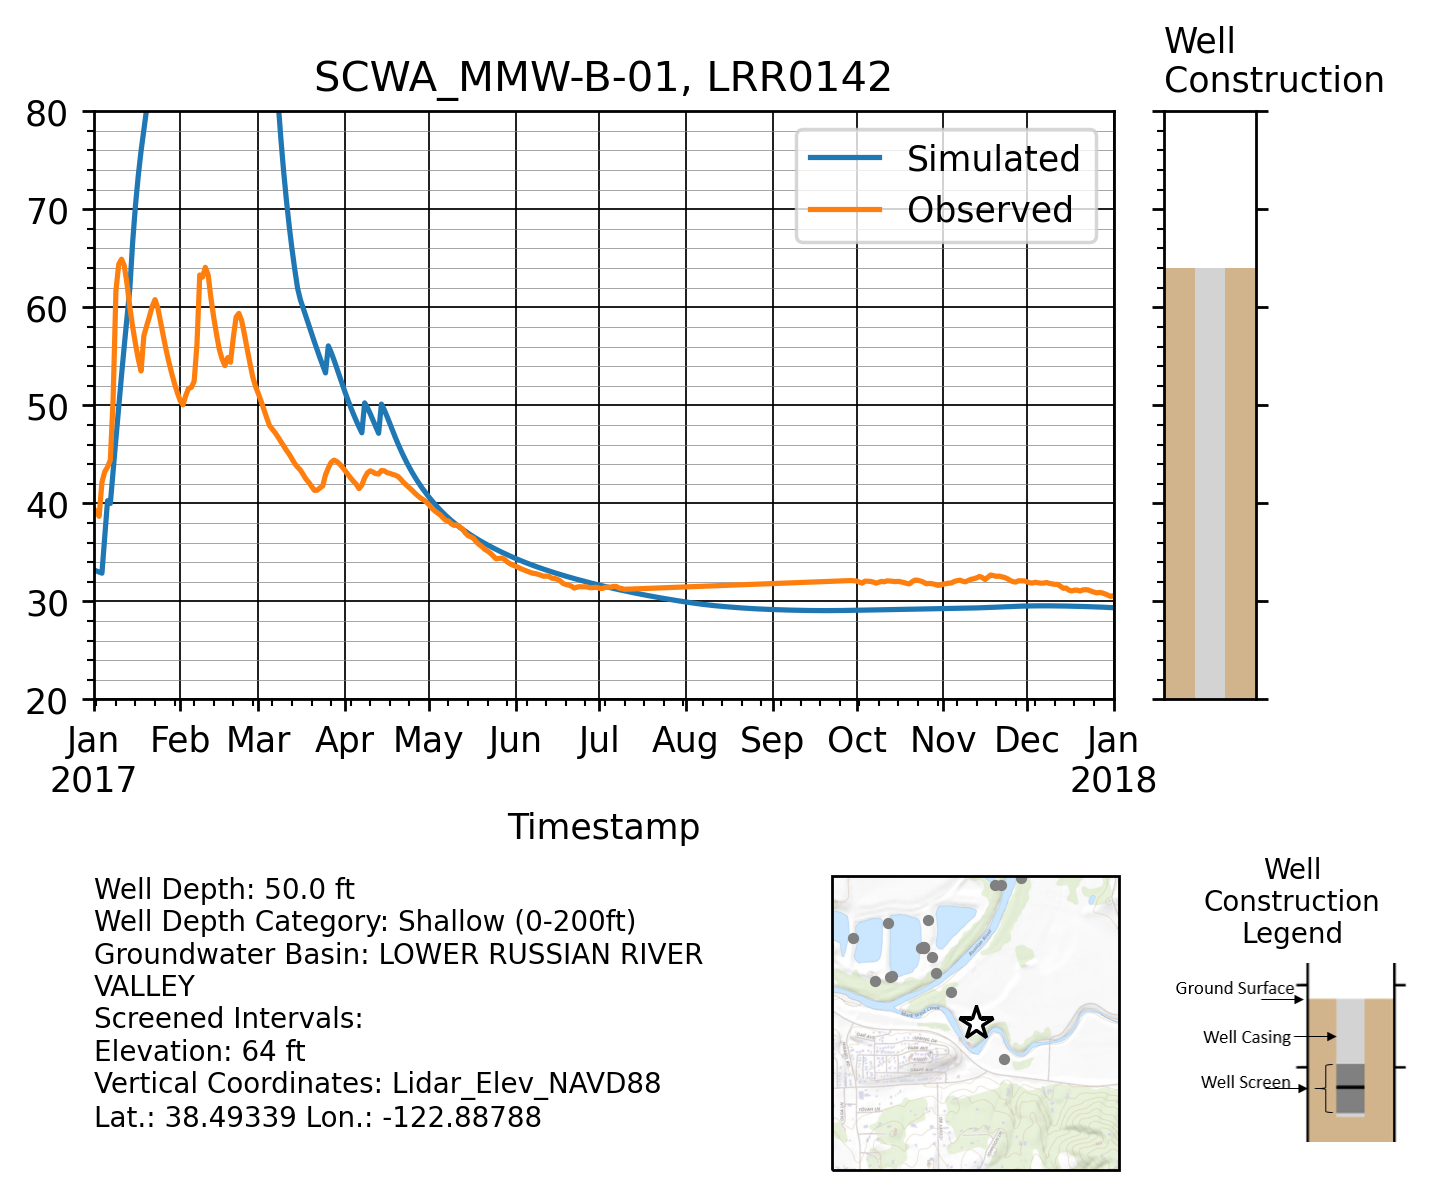 Well
Construction
SCWA_MMW-B-01, LRR0142
80
70
60
50
40
30
20
Simulated
Observed
Jan
2017
Feb
Mar
Apr
May
Jun
Jul
Aug
Sep
Oct
Nov
Dec
Jan
2018
Timestamp
Well Depth: 50.0 ft
Well Depth Category: Shallow (0-200ft)
Groundwater Basin: LOWER RUSSIAN RIVER
VALLEY
Screened Intervals:
Elevation: 64 ft
Vertical Coordinates: Lidar_Elev_NAVD88
Lat.: 38.49339 Lon.: -122.88788
Well
Construction
Legend
Ground Surface
Well Casing
Well Screen